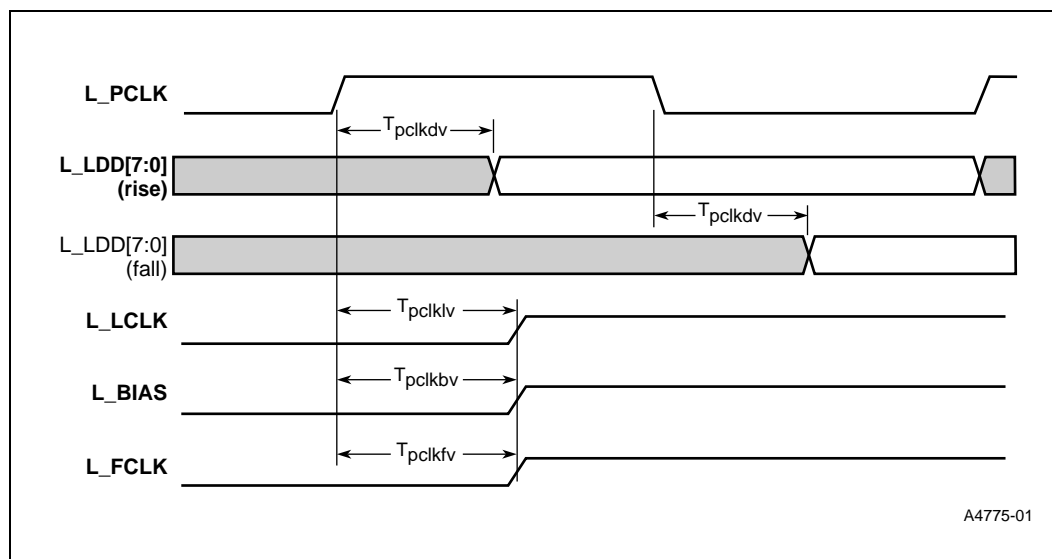 L_PCLK
Tpclkdv
L_LDD[7:0]
(rise)
Tpclkdv
L_LDD[7:0]
(fall)
Tpclklv
L_LCLK
Tpclkbv
L_BIAS
Tpclkfv
L_FCLK
A4775-01